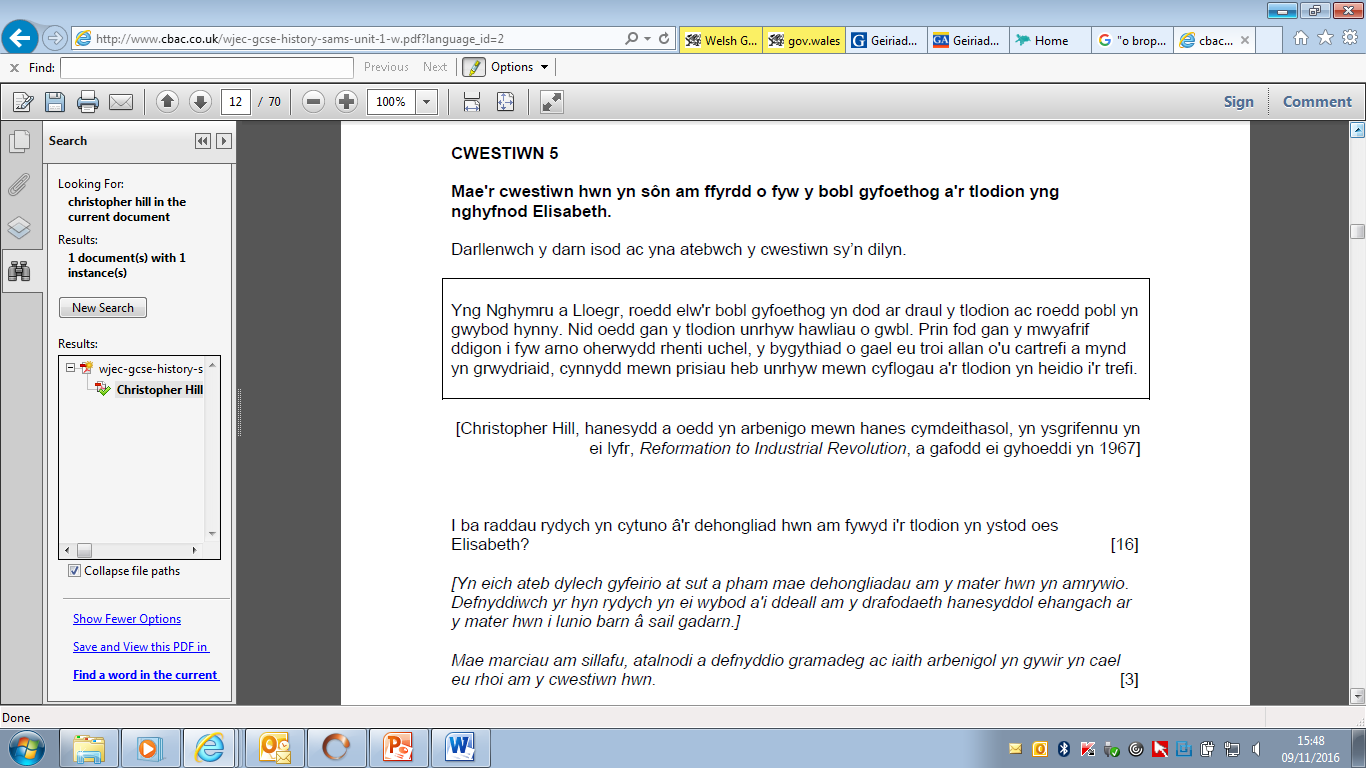 http://www.cbac.co.uk/wjec-gcse-history-sams-unit-1-w.pdf?language_id=2
Welsh G...
gov.wales
Geiriad...
Geiriad...
Home
"o brop...
cbac...
Find:
Previous Next
Options
12 / 70
100%
Sign
Comment
Search
Looking For:
christopher hill in the
current document
Results:
1 document(s) with 1
instance(s)
New Search
Results:
wjec-gcse-history-s
Christopher Hill
Collapse file paths
Show Fewer Options
Save and View this PDF in
Find a word in the current
CWESTIWN 5
Mae'r cwestiwn hwn yn sôn am ffyrdd o fyw y bobl gyfoethog a'r tlodion yng
nghyfnod Elisabeth.
Darllenwch y darn isod ac yna atebwch y cwestiwn sy'n dilyn.
Yng Nghymru a Lloegr, roedd elw'r bobl gyfoethog yn dod ar draul y tlodion ac roedd pobl yn
gwybod hynny. Nid oedd gan y tlodion unrhyw hawliau o gwbl. Prin fod gan y mwyafrif
ddigon i fyw arno oherwydd rhenti uchel, y bygythiad o gael eu troi allan o'u cartrefi a mynd
yn grwydriaid, cynnydd mewn prisiau heb unrhyw mewn cyflogau a'r tlodion yn heidio i'r trefi.
[Christopher Hill, hanesydd a oedd yn arbenigo mewn hanes cymdeithasol, yn ysgrifennu yn
ei lyfr, Reformation to Industrial Revolution, a gafodd ei gyhoeddi yn 1967]
I ba raddau rydych yn cytuno â'r dehongliad hwn am fywyd i'r tlodion yn ystod oes
Elisabeth? [16]
[Yn eich ateb dylech gyfeirio at sut a pham mae dehongliadau am y mater hwn yn amrywio.
Defnyddiwch yr hyn rydych yn ei wybod a'i ddeall am y drafodaeth hanesyddol ehangach ar
y mater hwn i lunio barn â sail gadarn.]
Mae marciau am sillafu, atalnodi a defnyddio gramadeg ac iaith arbenigol yn gywir yn cael
eu rhoi am y cwestiwn hwn. [3]
Done
15:48
09/11/2016